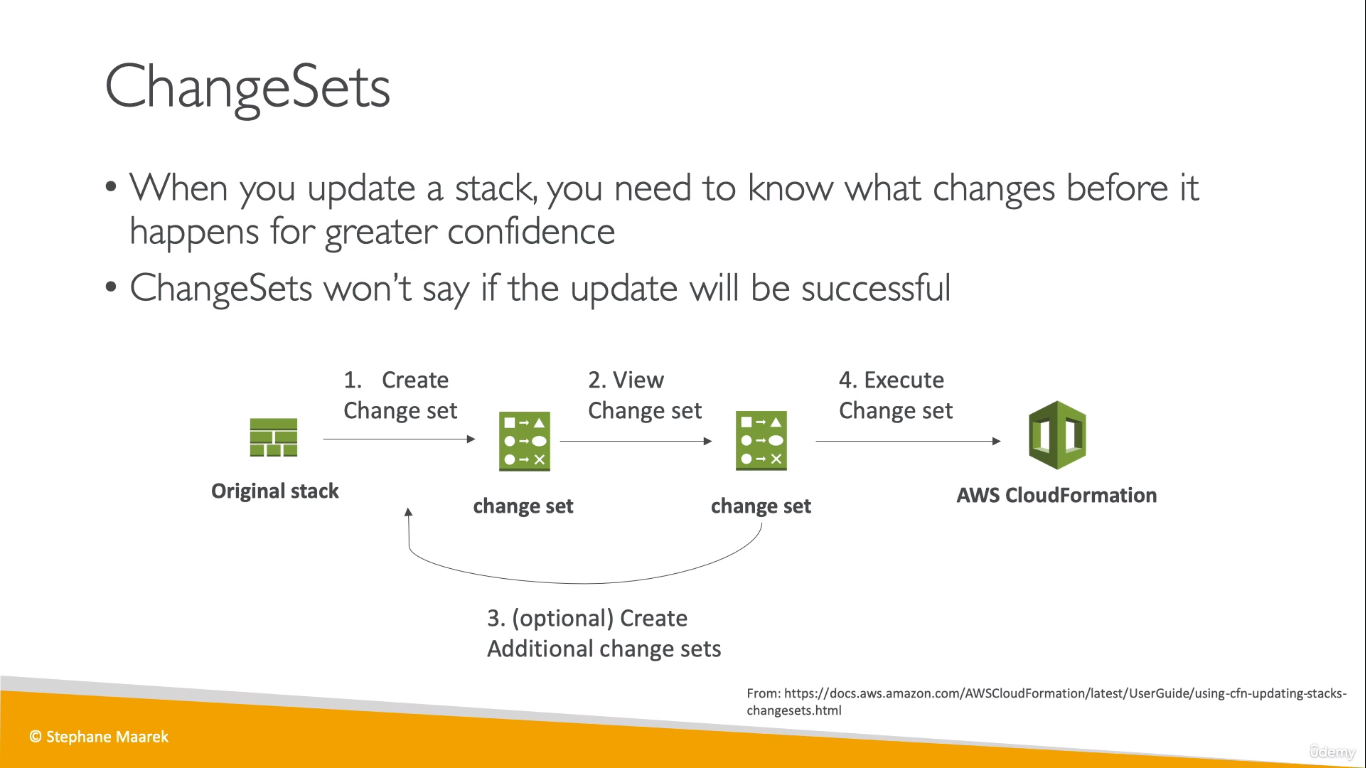 ChangeSets
• When you update a stack, you need to know what changes before it
happens for greater confidence
• ChangeSets won’t say if the update will be successful
1. Create
Change set
2. View
Change set
4. Execute
Change set
Original stack
change set
change set
AWS CloudFormation
3. (optional) Create
Additional change sets
From: https://docs.aws.amazon.com/AWSCloudFormation/latest/UserGuide/using-cfn-updating-stacks-
changesets.html
© Stephane Maarek
ûdemy